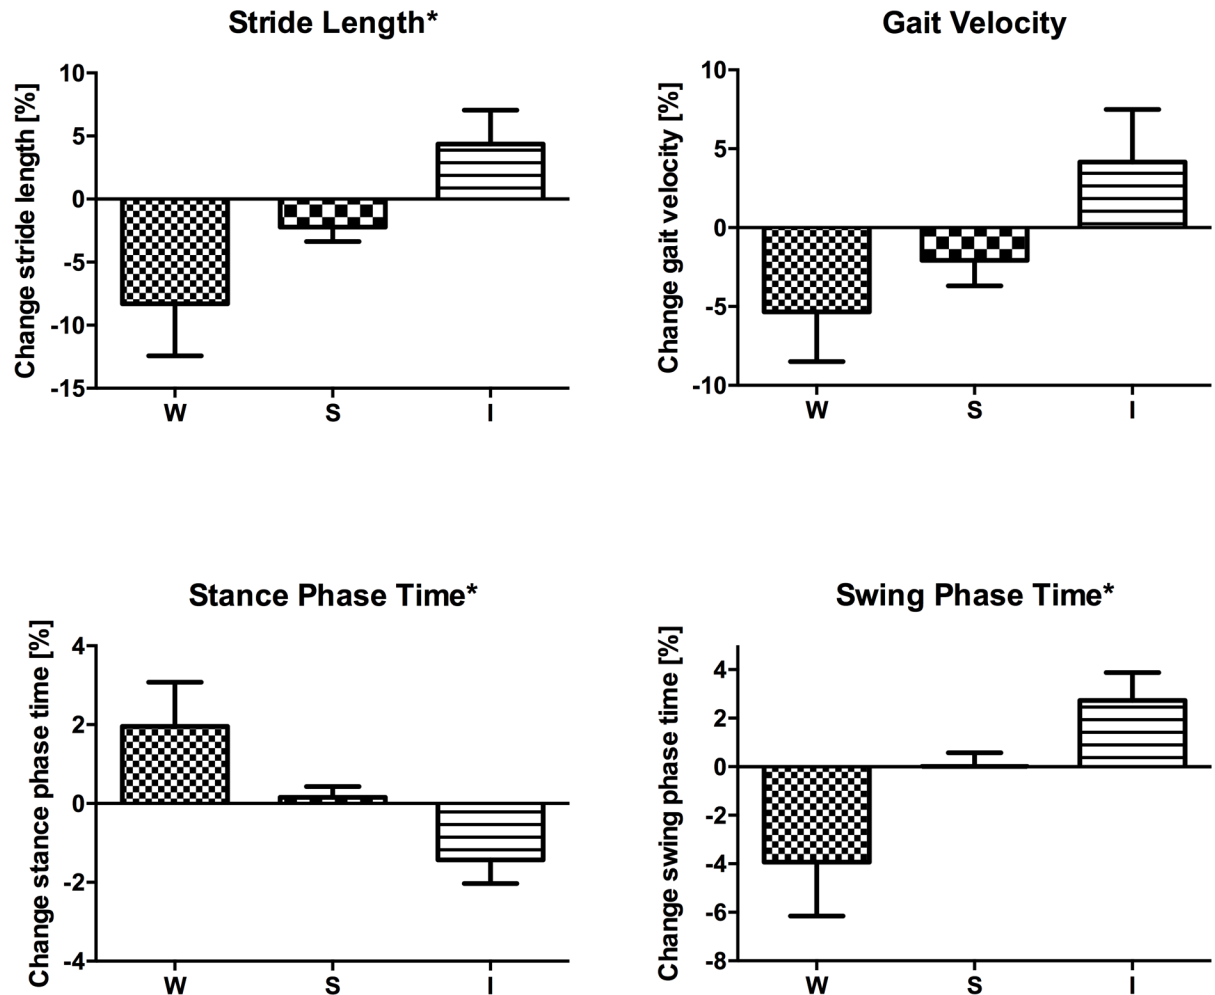 Stride Length*
Change stride length [%]
10
5
0
-5
-10
-15
W S I
Gait Velocity
Change gait velocity [%]
10
5
0
-5
-10
W S I
Stance Phase Time*
Change stance phase time [%]
4
2
0
-2
-4
W S I
Swing Phase Time*
Change swing phase time [%]
4
2
0
-2
-4
-6
-8
W S I